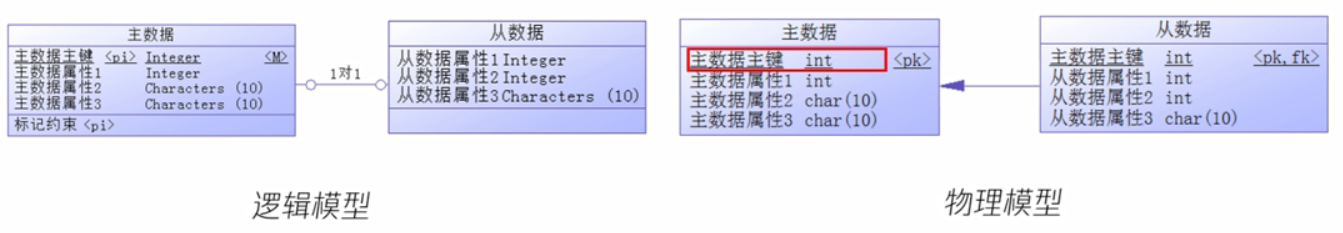 主数据
主数据主键 <pi> Integer <M>
主数据属性1 Integer
主数据属性2 Characters (10)
主数据属性3 Characters (10)
标记约束 <pi>
1对1
从数据
从数据属性1 Integer
从数据属性2 Integer
从数据属性3 Characters (10)
逻辑模型
主数据
主数据主键 int <pk>
主数据属性1 int
主数据属性2 char(10)
主数据属性3 char(10)
从数据
主数据主键 int <pk,fk>
从数据属性1 int
从数据属性2 int
从数据属性3 char(10)
物理模型